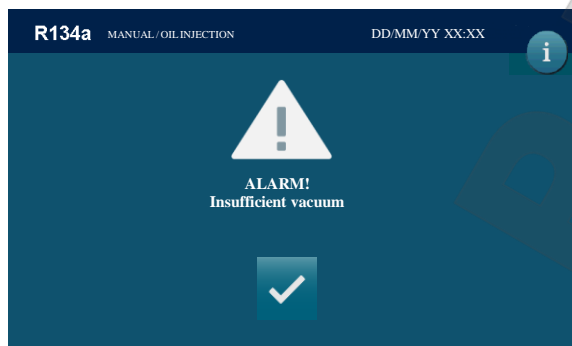 R134a MANUAL / OIL INJECTION DD/MM/YY XX:XX
i
ALARM!
Insufficient vacuum